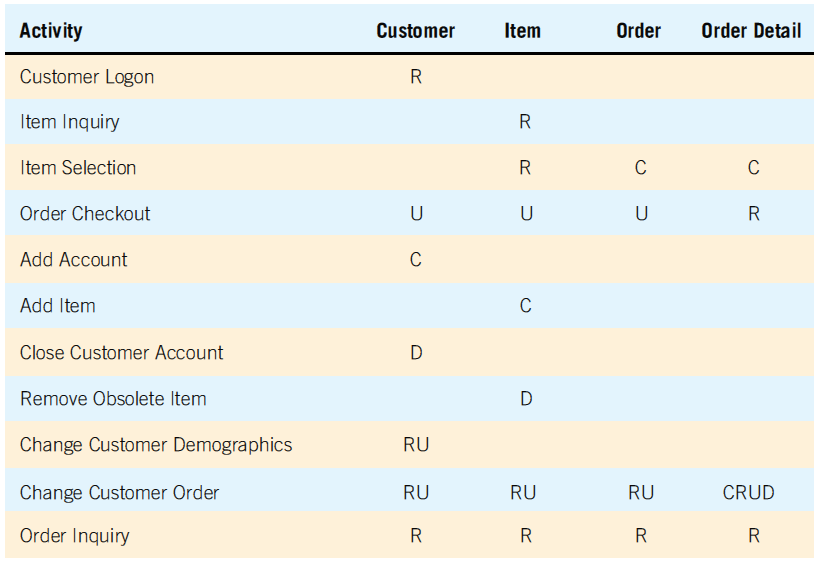 Activity Customer Item Order Order Detail
Customer Logon R
Item Inquiry R
Item Selection R C C
Order Checkout U U U R
Add Account C
Add Item C
Close Customer Account D
Remove Obsolete Item D
Change Customer Demographics RU
Change Customer Order RU RU RU CRUD
Order Inquiry R R R R